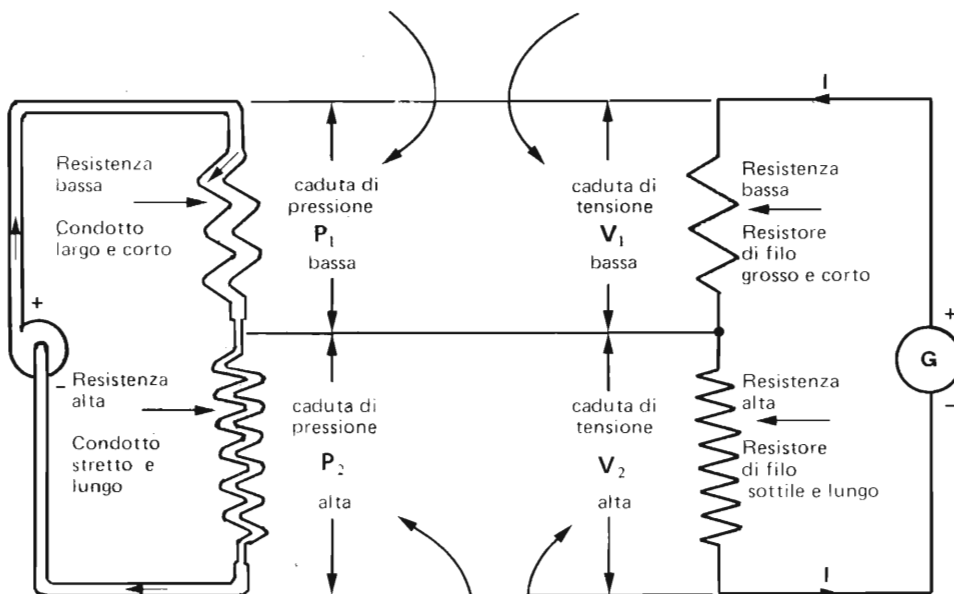 I
Resistenza
bassa
Condotto
largo e corto
caduta di
pressione
P1
bassa
caduta di
tensione
V1
bassa
Resistenza
bassa
Resistore
di filo
grosso e corto
+
-
+
G
-
Resistenza
alta
Condotto
stretto e
lungo
caduta di
pressione
P2
alta
caduta di
tensione
V2
alta
Resistenza
alta
Resistore
di filo
sottile e lungo
I